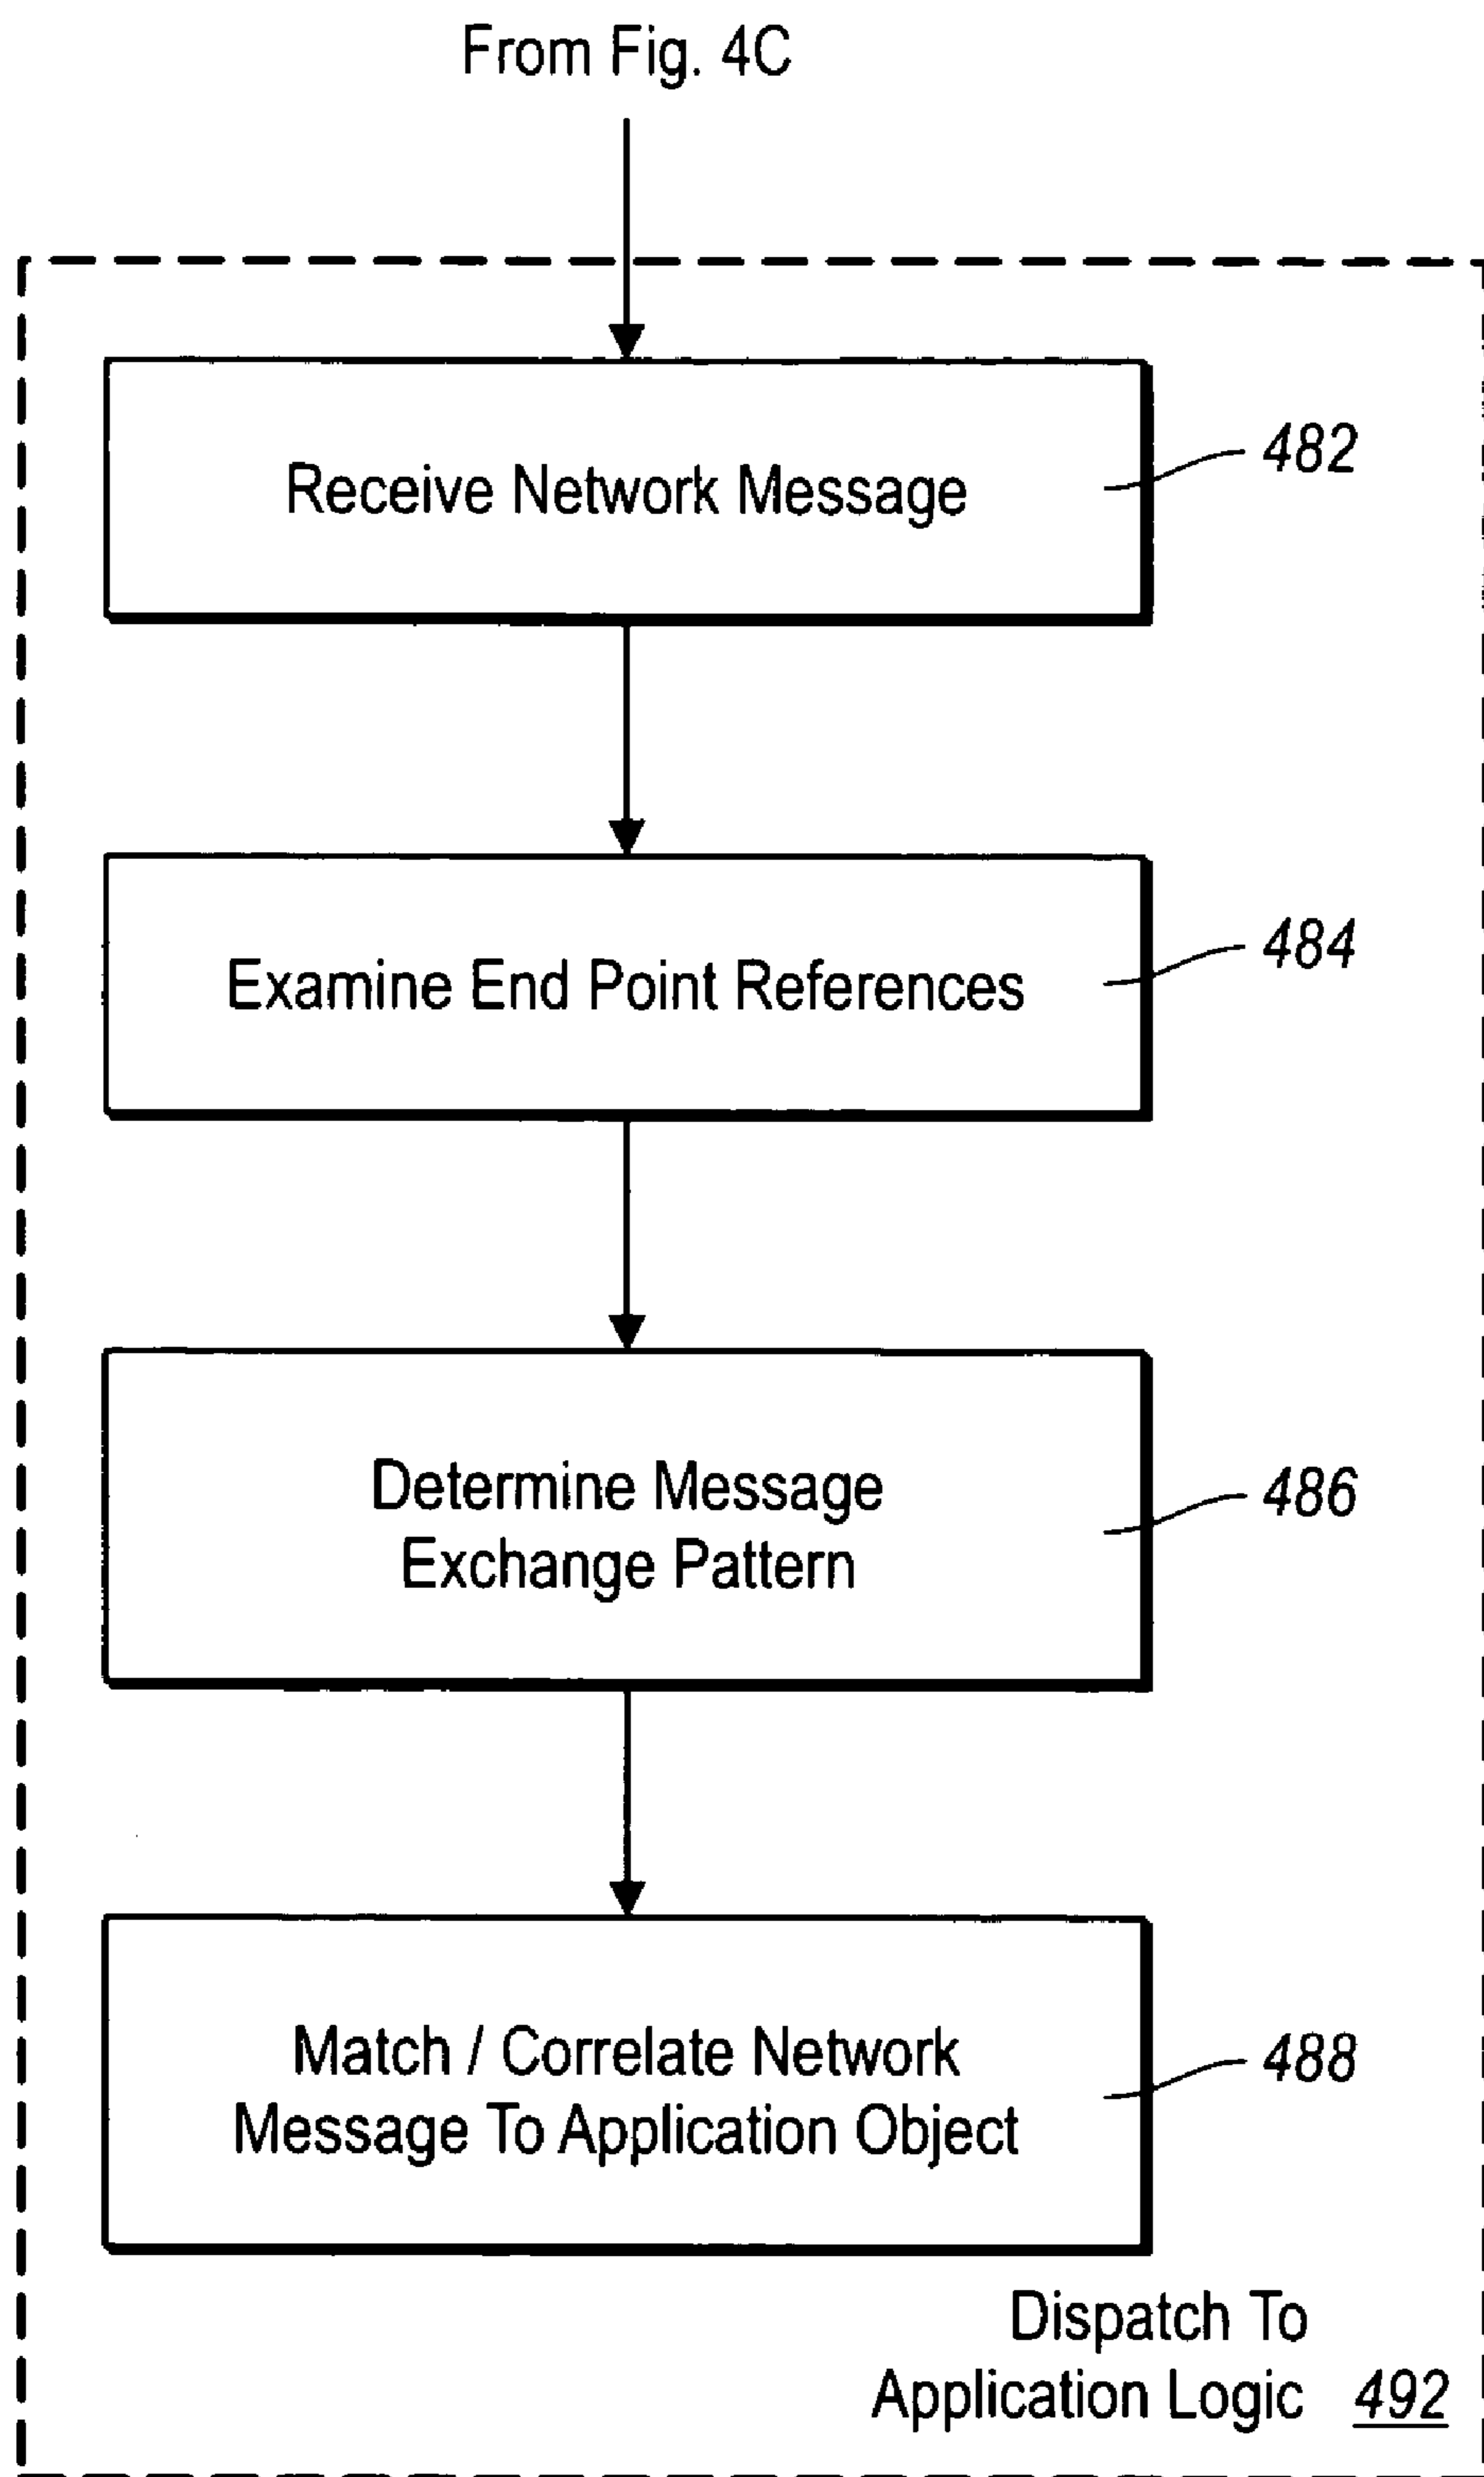 From Fig. 4C
Receive Network Message
482
Examine End Point References
484
Determine Message
Exchange Pattern
486
Match / Correlate Network
Message To Application Object
488
Dispatch To
Application Logic 492